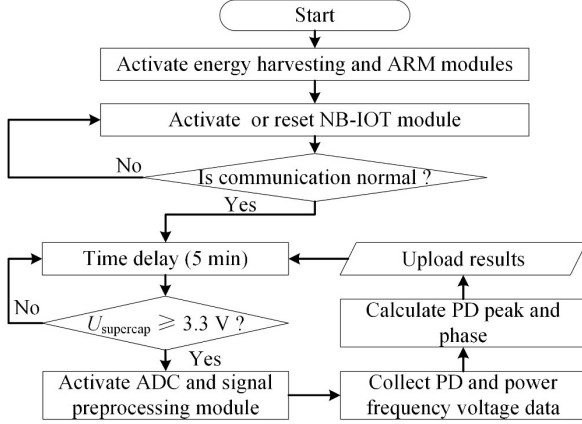 Start
Activate energy harvesting and ARM modules
Activate or reset NB-IOT module
No
Is communication normal ?
Yes
Time delay (5 min)
Upload results
No
U supercap ⩾ 3.3 V ?
Calculate PD peak and
phase
Yes
Activate ADC and signal
preprocessing module
Collect PD and power
frequency voltage data